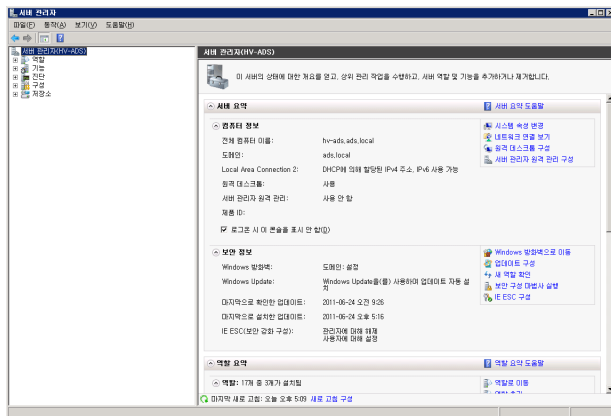 서버 관리자
파일(F) 동작(A) 보기(V) 도움말(H)
서버 관리자(HV-ADS)
역할
기능
진단
구성
저장소
서버 관리자(HV-ADS)
이 서버의 상태에 대한 개요를 얻고, 상위 관리 작업을 수행하고, 서버 역할 및 기능을 추가하거나 제거합니다.
서버 요약
서버 요약 도움말
컴퓨터 정보
전체 컴퓨터 이름: hv-ads.ads.local
도메인: ads.local
Local Area Connection 2: DHCP에 의해 할당된 IPv4 주소, IPv6 사용 가능
원격 데스크톱: 사용
서버 관리자 원격 관리: 사용 안 함
제품 ID:
로그온 시 이 콘솔을 표시 안 함(D)
시스템 속성 변경
네트워크 연결 보기
원격 데스크톱 구성
서버 관리자 원격 관리 구성
보안 정보
Windows 방화벽: 도메인: 설정
Windows Update: Windows Update을(를) 사용하여 업데이트 자동 설
치
마지막으로 확인한 업데이트: 2011-06-24 오전 9:26
마지막으로 설치한 업데이트: 2011-06-24 오후 5:16
IE ESC(보안 강화 구성): 관리자에 대해 해제
사용자에 대해 설정
Windows 방화벽으로 이동
업데이트 구성
새 역할 확인
보안 구성 마법사 실행
IE ESC 구성
역할 요약
역할 요약 도움말
역할: 17개 중 3개가 설치됨
역할로 이동
마지막 새로 고침: 오늘 오후 5:09 새로 고침 구성